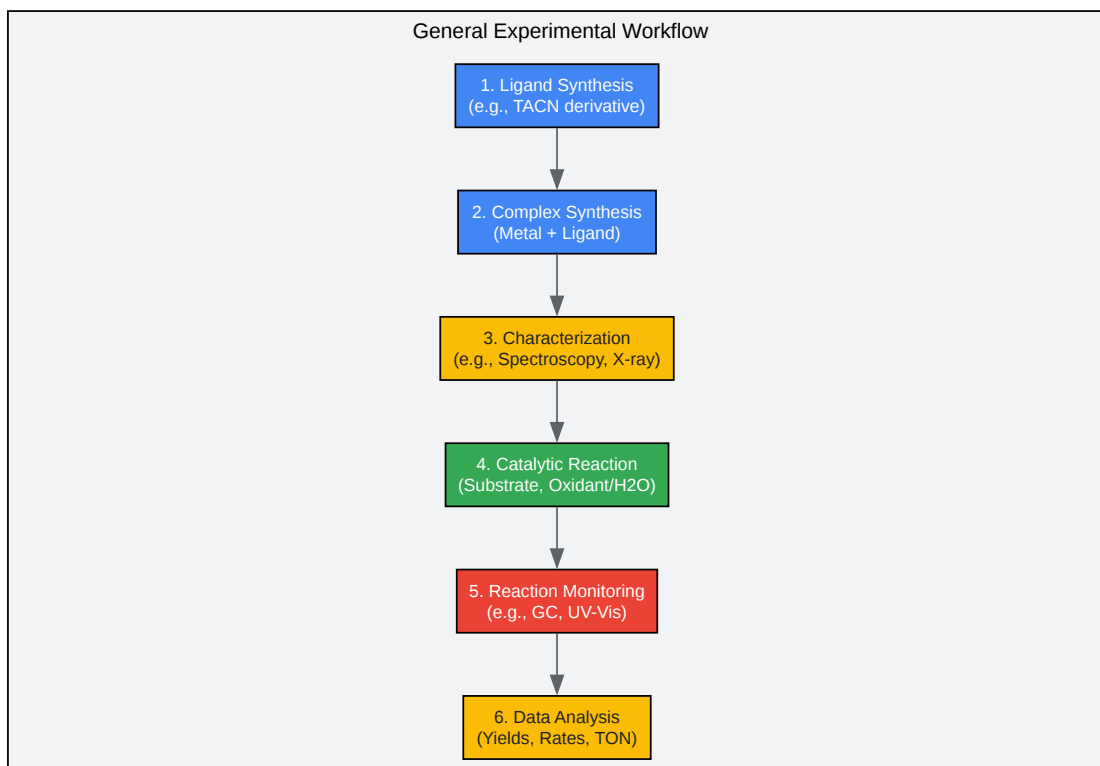 General Experimental Workflow
1. Ligand Synthesis
(e.g., TACN derivative)
2. Complex Synthesis
(Metal + Ligand)
3. Characterization
(e.g., Spectroscopy, X-ray)
4. Catalytic Reaction
(Substrate, Oxidant/H2O)
5. Reaction Monitoring
(e.g., GC, UV-Vis)
6. Data Analysis
(Yields, Rates, TON)